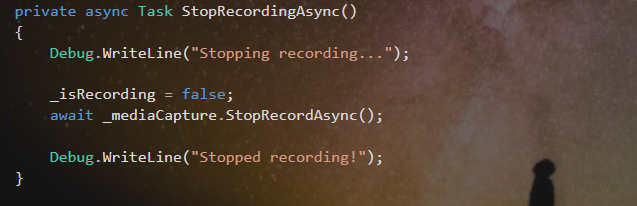 private async Task StopRecordingAsync()
{
    Debug.WriteLine("Stopping recording...");

    _isRecording = false;
    await _mediaCapture.StopRecordAsync();

    Debug.WriteLine("Stopped recording!");
}